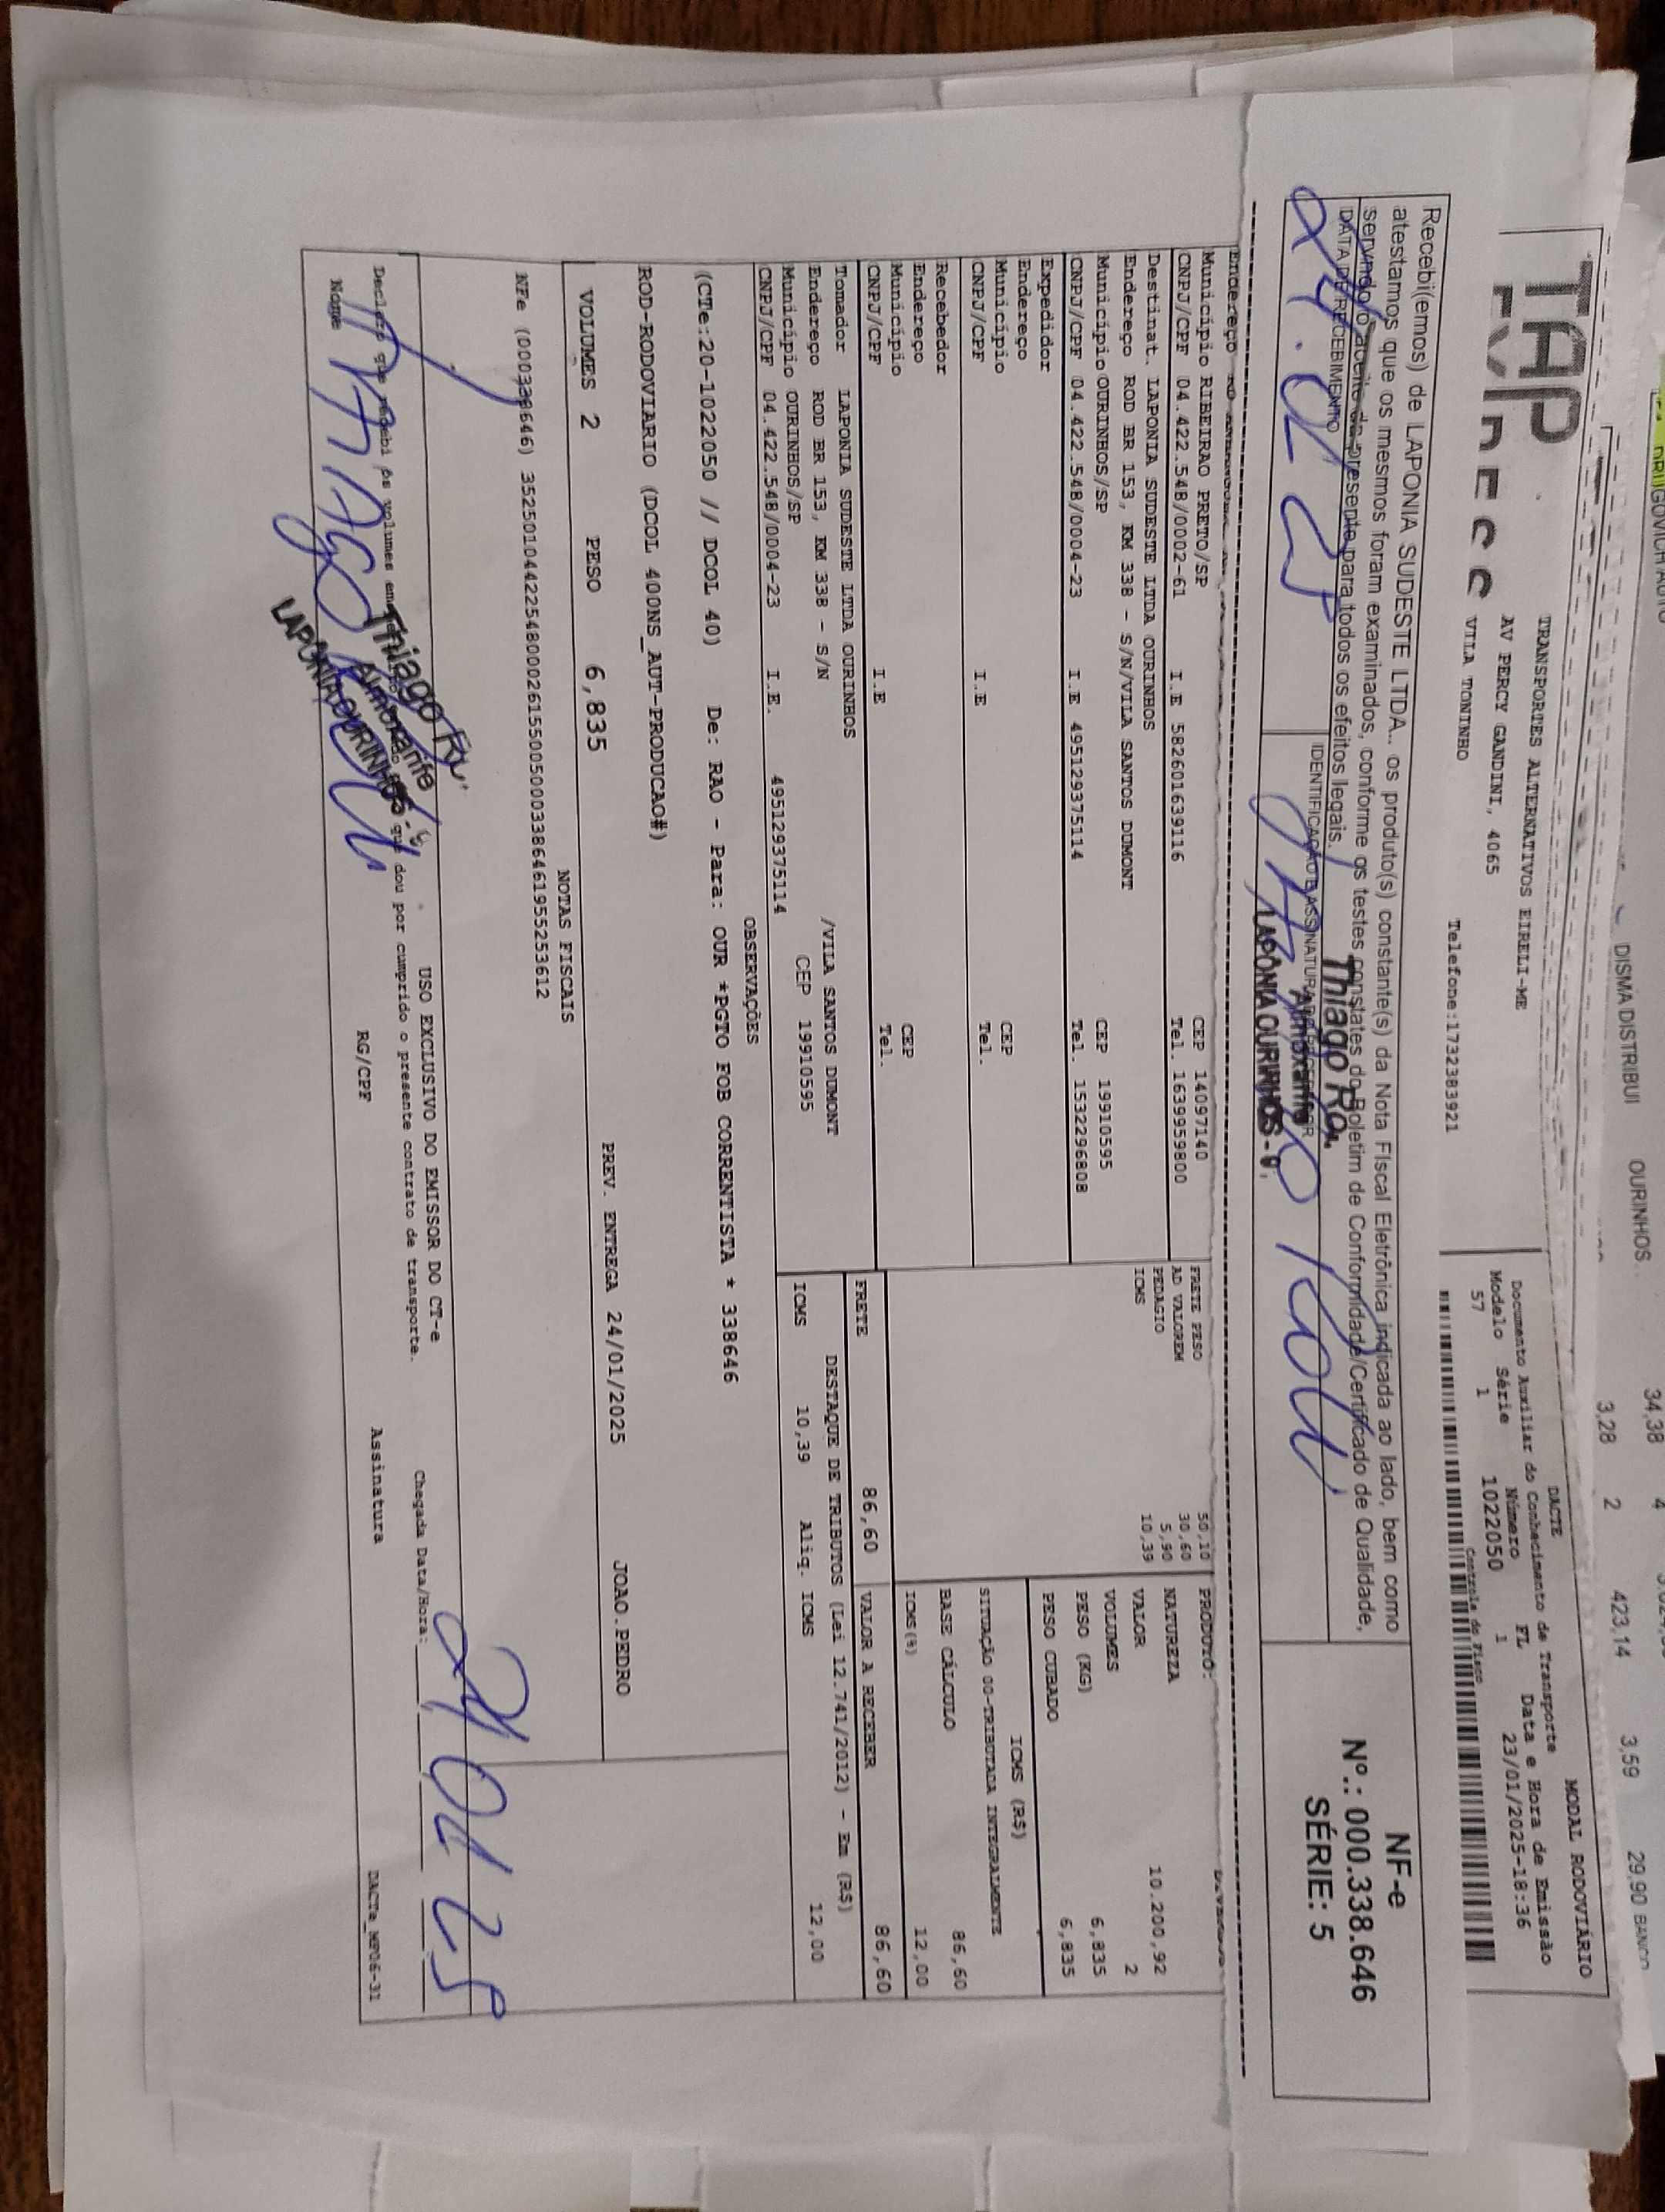 TRANSPORTES ALTERNATIVOS EIRELI-ME
AV PERCY GANDINI, 4065
VILA TONINHO
Telefone:1732383921
MODAL RODOVIÁRIO
DACTE
Documento Auxiliar do Conhecimento de Transporte
Modelo Série Número FL Data e Hora de Emissão
57 1 1022050 1 23/01/2025-18:36
Controle do Fisco
Recebi(emos) de LAPONIA SUDESTE LTDA.. os produto(s) constante(s) da Nota FIscal Eletrônica indicada ao lado, bem como
atestamos que os mesmos foram examinados, conforme os testes constates do Boletim de Conformidade/Certificado de Qualidade,
servindo o aceite do presente para todos os efeitos legais.
DATA DE RECEBIMENTO
IDENTIFICAÇÃO E ASSINATURA
24.01 25
Thiago Ro.
Almoxarife
LAPONIA OURINHOS - 9.
NF-e
Nº.: 000.338.646
SÉRIE: 5
Endereço
Município RIBEIRAO PRETO/SP CEP 14097140
CNPJ/CPF 04.422.548/0002-61 I.E 582601639116 Tel. 1639959800
Destinat. LAPONIA SUDESTE LTDA OURINHOS
Endereço ROD BR 153, KM 338 - S/N/VILA SANTOS DUMONT
Município OURINHOS/SP CEP 19910595
CNPJ/CPF 04.422.548/0004-23 I.E 495129375114 Tel. 1532296808
Expedidor
Endereço
Município CEP
CNPJ/CPF I.E Tel.
Recebedor
Endereço
Município CEP
CNPJ/CPF I.E Tel.
Tomador LAPONIA SUDESTE LTDA OURINHOS
Endereço ROD BR 153, KM 338 - S/N /VILA SANTOS DUMONT
Município OURINHOS/SP CEP 19910595
CNPJ/CPF 04.422.548/0004-23 I.E. 495129375114
FRETE PESO 50,10
AD VALOREM 30,60
PEDAGIO 5,90
ICMS 10,39
PRODUTO:
NATUREZA
VALOR 10.200,92
VOLUMES 2
PESO (KG) 6,835
PESO CUBADO 6,835
ICMS (R$)
SITUAÇÃO 00-TRIBUTADA INTEGRALMENTE
BASE CÁLCULO 86,60
ICMS(%) 12,00
FRETE 86,60 VALOR A RECEBER 86,60
DESTAQUE DE TRIBUTOS (Lei 12.741/2012) - Em (R$)
ICMS 10,39 Aliq. ICMS 12,00
OBSERVAÇÕES
(CTe:20-1022050 // DCOL 40) De: RAO - Para: OUR *PGTO FOB CORRENTISTA * 338646
ROD-RODOVIARIO (DCOL 400NS_AUT-PRODUCAO#)
VOLUMES 2 PESO 6,835 PREV. ENTREGA 24/01/2025 JOAO.PEDRO
NOTAS FISCAIS
NFe (000338646) 35250104422548000261550050003386461955253612
USO EXCLUSIVO DO EMISSOR DO CT-e
Chegada Data/Hora:
24 01 25
Declaro que recebi os volumes em que dou por cumprido o presente contrato de transporte.
Nome RG/CPF Assinatura DACTe_MF06-31
Thiago Ro.
Almoxarife
LAPONIA OURINHOS - 9
DISMA DISTRIBUI OURINHOS
3,28 2 423,14 3,59 29,90
34,38 4